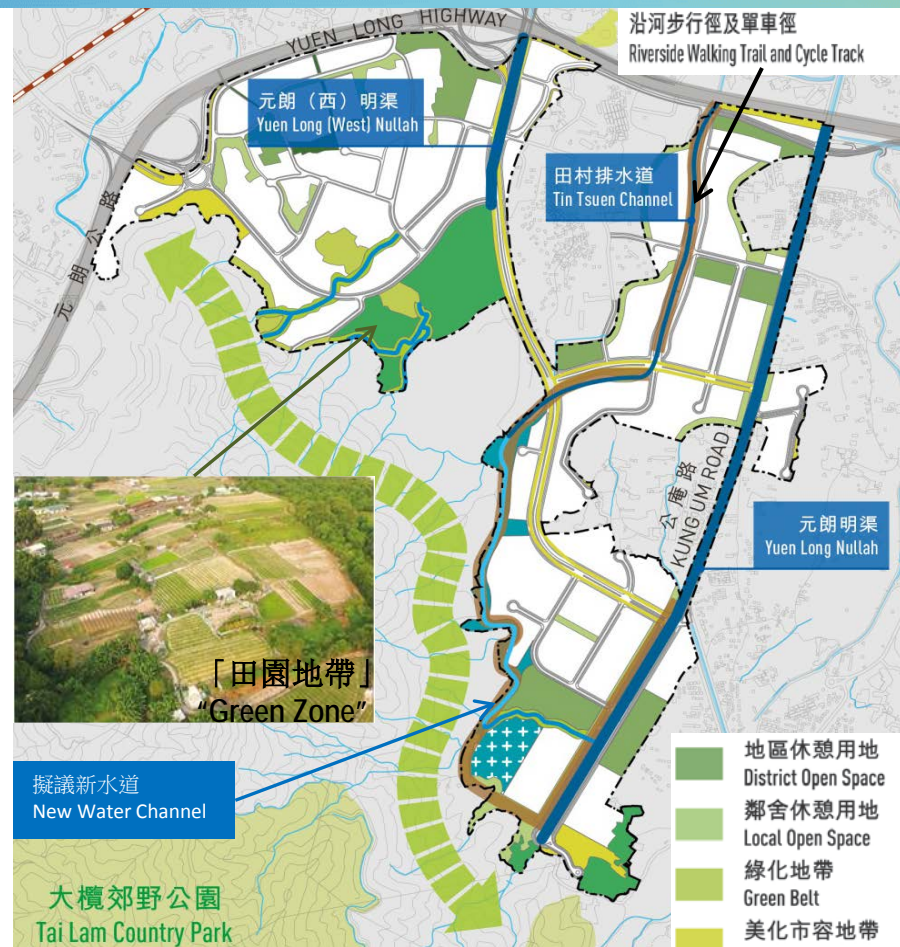 沿河步行徑及單車徑
Riverside Walking Trail and Cycle Track
YUEN LONG HIGHWAY
元朗（西）明渠
Yuen Long (West) Nullah
田村排水道
Tin Tsuen Channel
元朗公路
公庵路
KUNG UM ROAD
元朗明渠
Yuen Long Nullah
「田園地帶」
“Green Zone”
擬議新水道
New Water Channel
大欖郊野公園
Tai Lam Country Park
地區休憩用地
District Open Space
鄰舍休憩用地
Local Open Space
綠化地帶
Green Belt
美化市容地帶